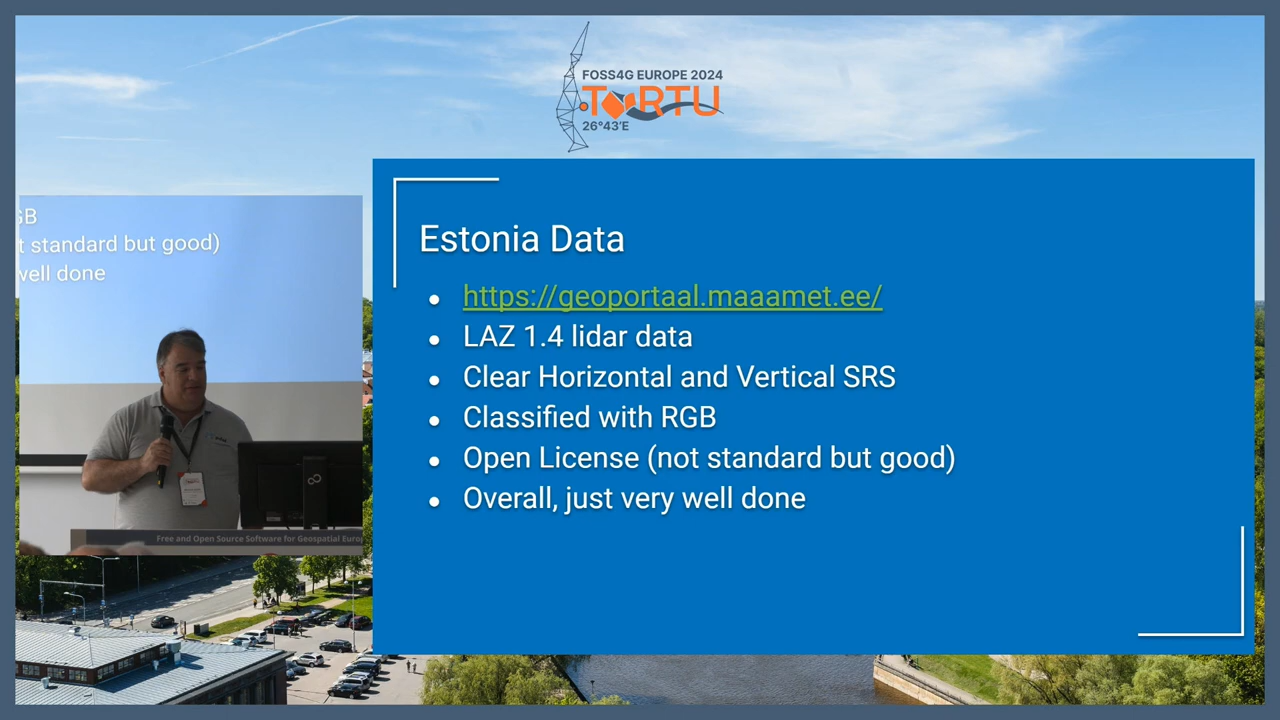 FOSS4G EUROPE 2024
TARTU
26°43'E
GB
t standard but good)
well done
Estonia Data
https://geoportaal.maaamet.ee/
LAZ 1.4 lidar data
Clear Horizontal and Vertical SRS
Classified with RGB
Open License (not standard but good)
Overall, just very well done
Free and Open Source Software for Geospatial Europ